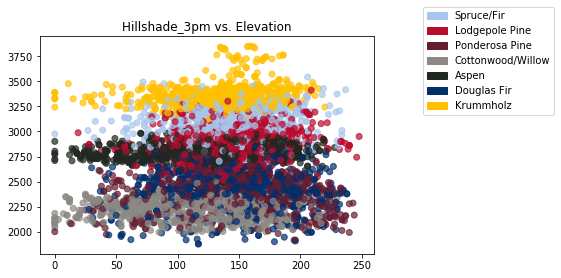 Hillshade_3pm vs. Elevation
3750
3500
3250
3000
2750
2500
2250
2000
0 50 100 150 200 250
Spruce/Fir
Lodgepole Pine
Ponderosa Pine
Cottonwood/Willow
Aspen
Douglas Fir
Krummholz